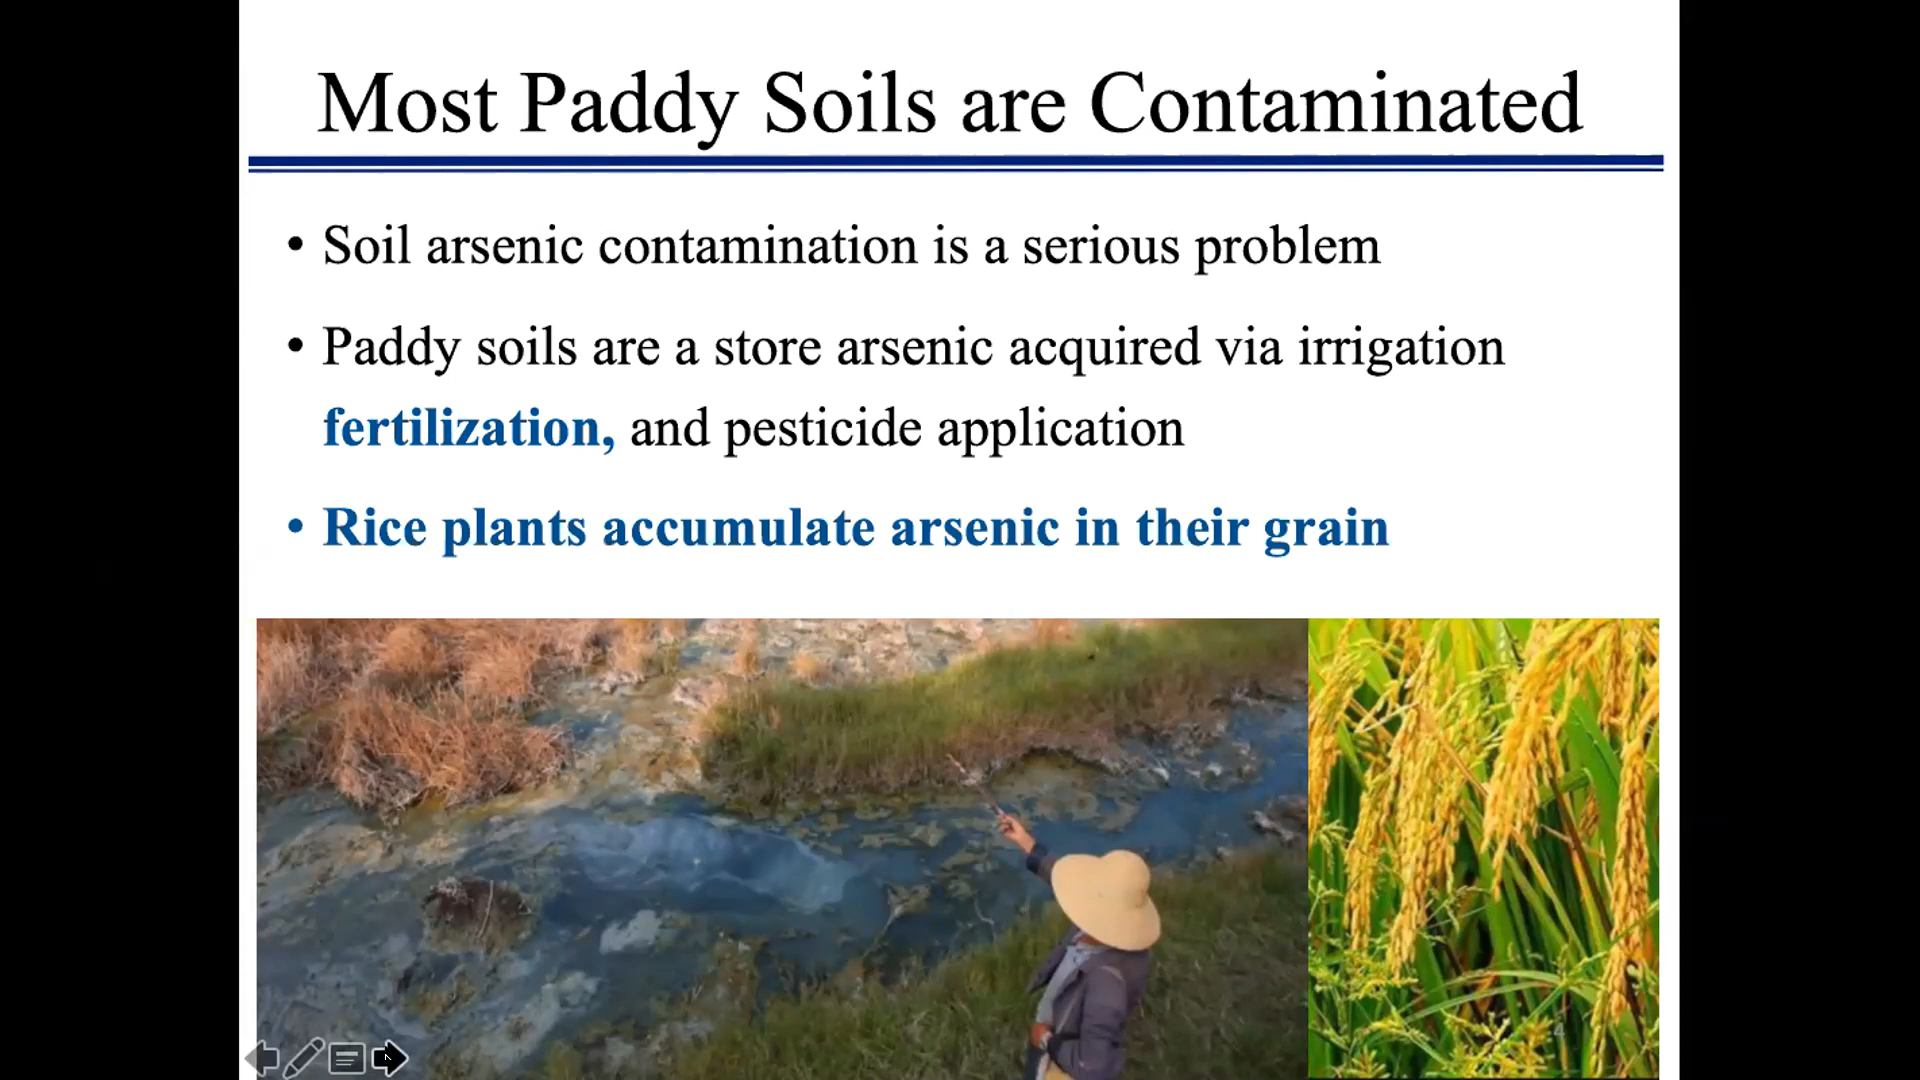 Most Paddy Soils are Contaminated
• Soil arsenic contamination is a serious problem
• Paddy soils are a store arsenic acquired via irrigation
fertilization, and pesticide application
• Rice plants accumulate arsenic in their grain
4